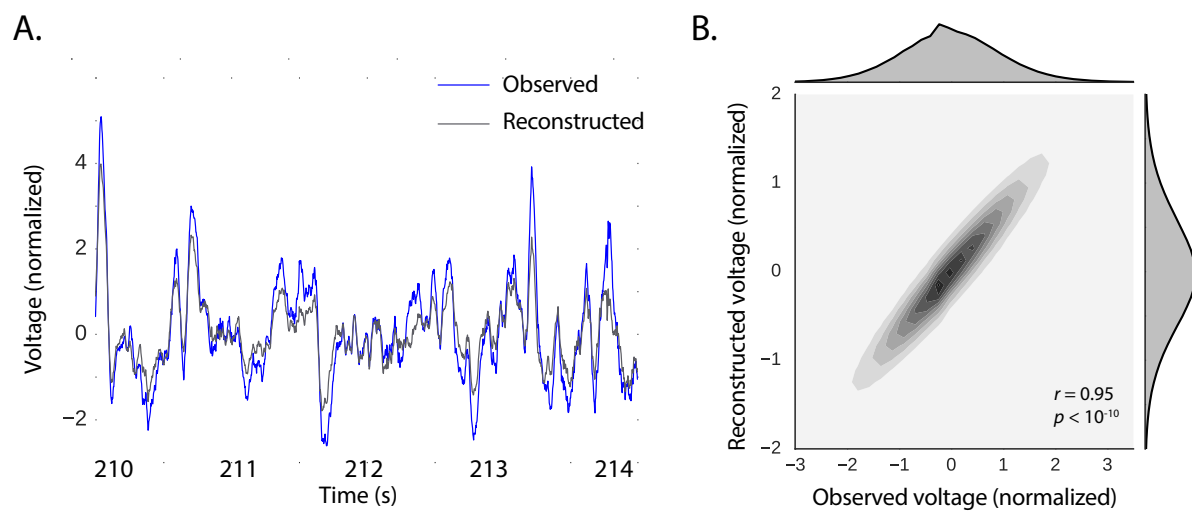 A.
Observed
Reconstructed
Voltage (normalized)
4
2
0
−2
210 211 212 213 214
Time (s)
B.
Reconstructed voltage (normalized)
2
1
0
−1
−2
r = 0.95
p < 10-10
−3 −2 −1 0 1 2 3
Observed voltage (normalized)